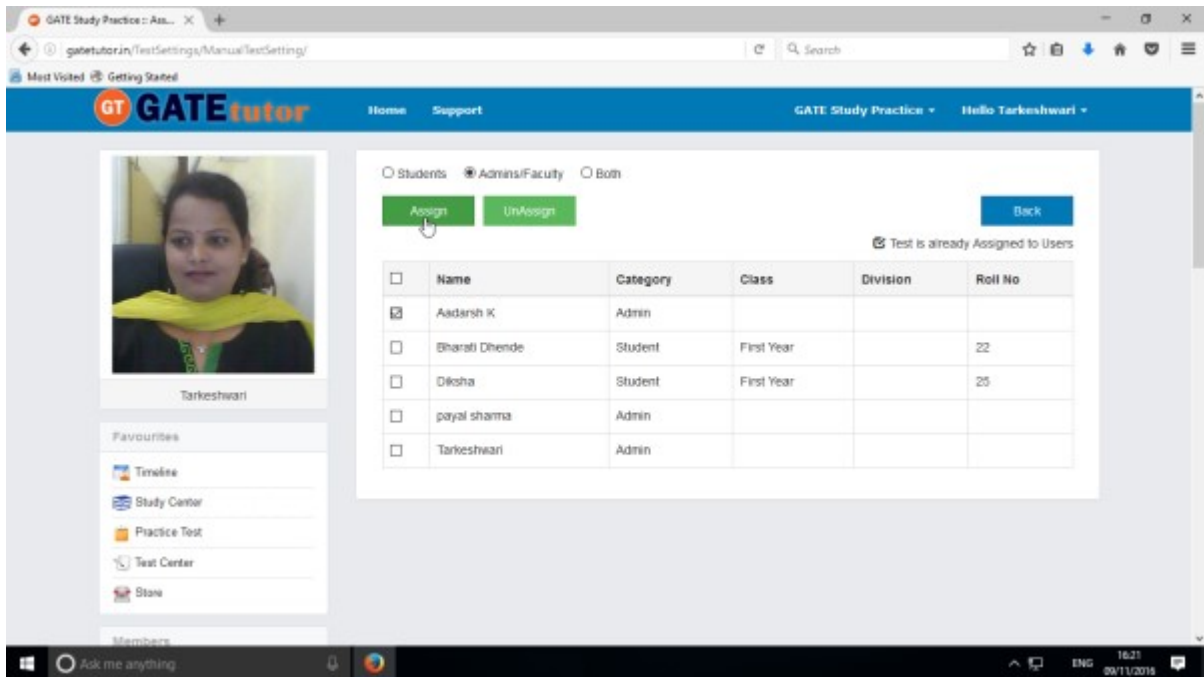 GATE Study Practice :: Ass...
gatetutor.in/TestSettings/ManualTestSetting/
Search
Most Visited Getting Started
GT GATEtutor Home Support GATE Study Practice Hello Tarkeshwari
Students Admins/Faculty Both
Assign UnAssign Back
Test is already Assigned to Users
Name Category Class Division Roll No
Aadarsh K Admin
Bharati Dhende Student First Year 22
Diksha Student First Year 25
payal sharma Admin
Tarkeshwari Admin
Tarkeshwari
Favourites
Timeline
Study Center
Practice Test
Test Center
Store
Members
Ask me anything ENG 16:21
09/11/2016